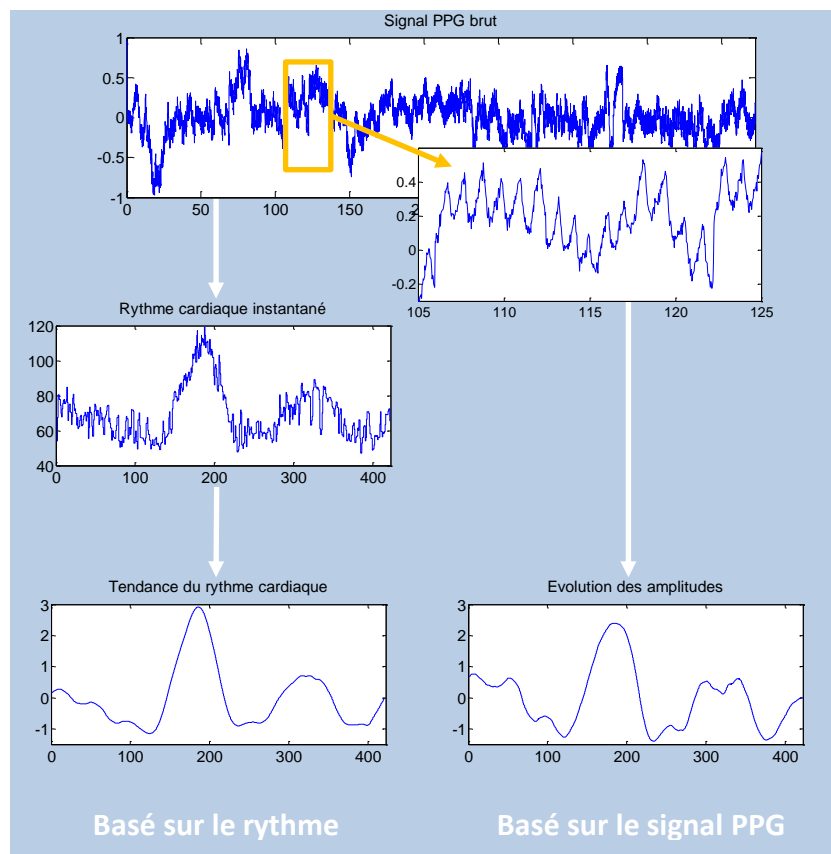 Signal PPG brut
1
0.5
0
-0.5
-1
0 50 100 150
0.4
0.2
0
-0.2
105 110 115 120 125
Rythme cardiaque instantané
120
100
80
60
40
0 100 200 300 400
Tendance du rythme cardiaque
3
2
1
0
-1
0 100 200 300 400
Evolution des amplitudes
3
2
1
0
-1
0 100 200 300 400
Basé sur le rythme
Basé sur le signal PPG